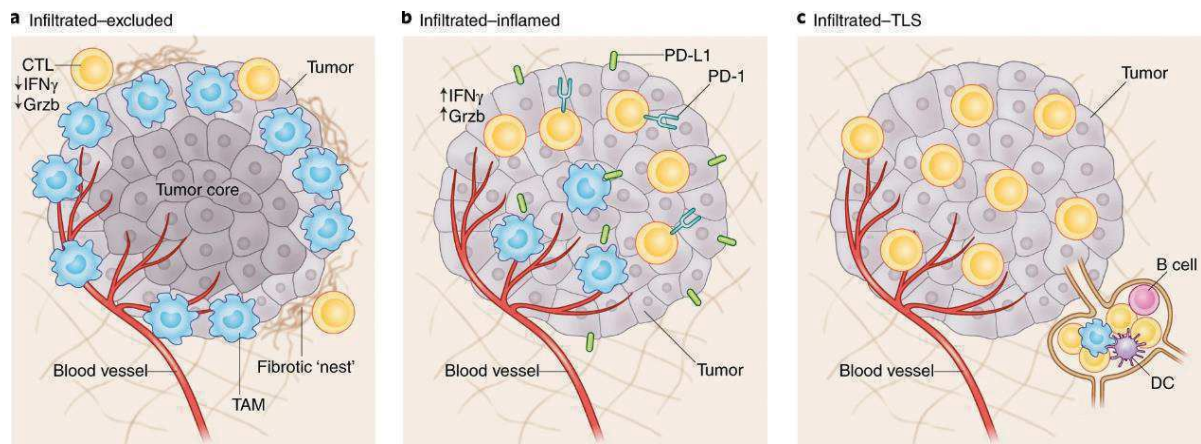 a Infiltrated–excluded
CTL
↓IFNγ
↓Grzb
Tumor
Tumor core
Blood vessel
TAM
Fibrotic ‘nest’
b Infiltrated–inflamed
PD-L1
PD-1
↑IFNγ
↑Grzb
Blood vessel
Tumor
c Infiltrated–TLS
Tumor
B cell
Blood vessel
DC